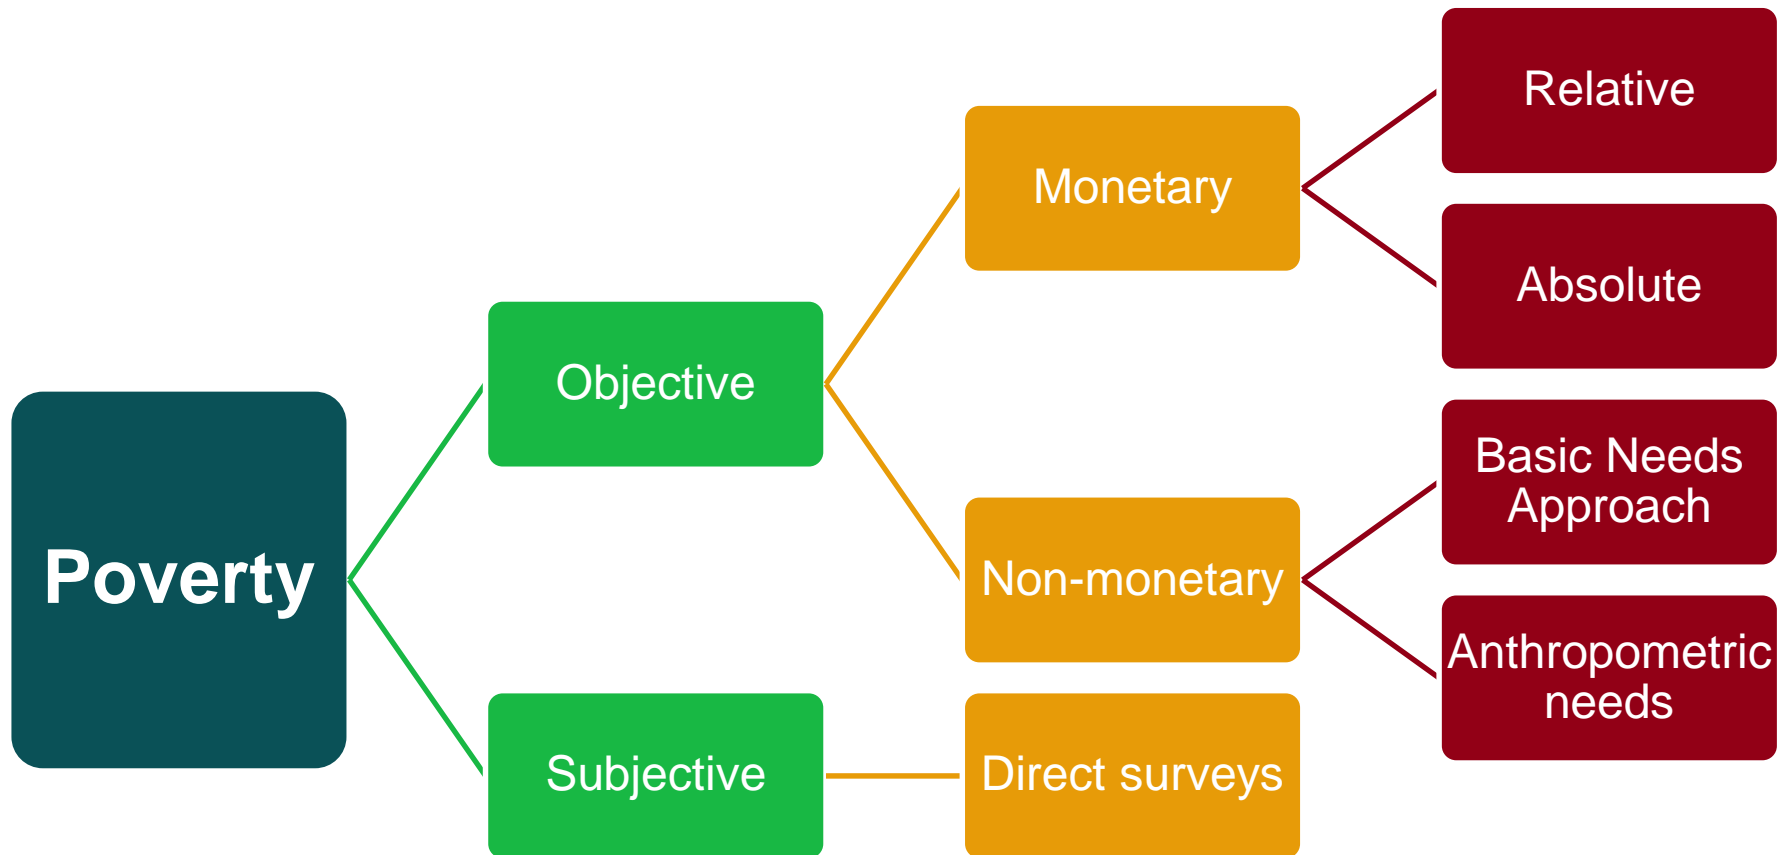 Poverty
Objective
Subjective
Monetary
Non-monetary
Direct surveys
Relative
Absolute
Basic Needs
Approach
Anthropometric
needs